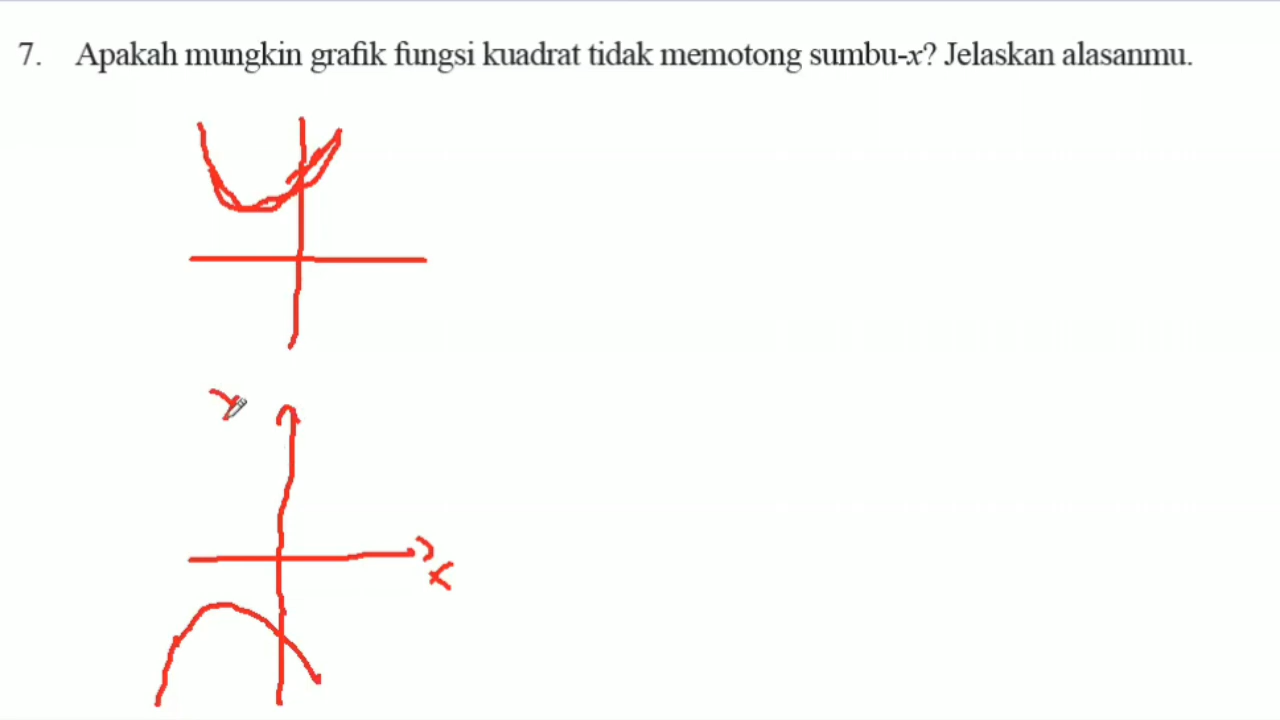 7. Apakah mungkin grafik fungsi kuadrat tidak memotong sumbu-x? Jelaskan alasanmu.
x